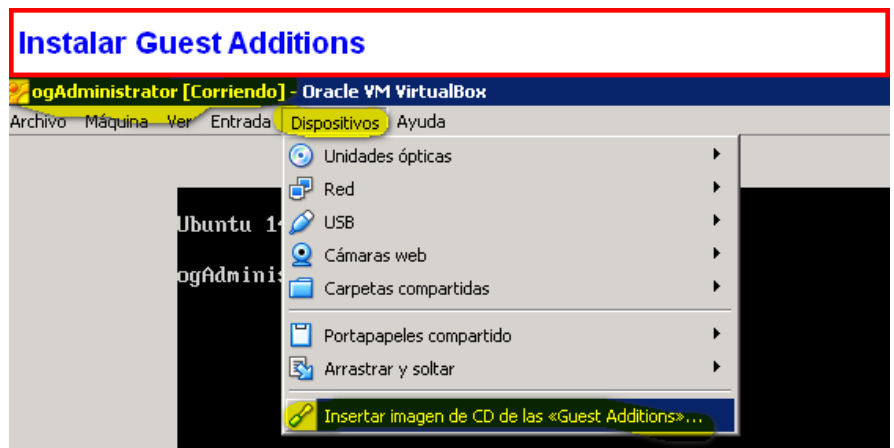 Instalar Guest Additions
ogAdministrator [Corriendo] - Oracle VM VirtualBox
Archivo Máquina Ver Entrada Dispositivos Ayuda
Unidades ópticas
Red
Ubuntu 14
USB
Cámaras web
ogAdminis
Carpetas compartidas
Portapapeles compartido
Arrastrar y soltar
Insertar imagen de CD de las «Guest Additions»...